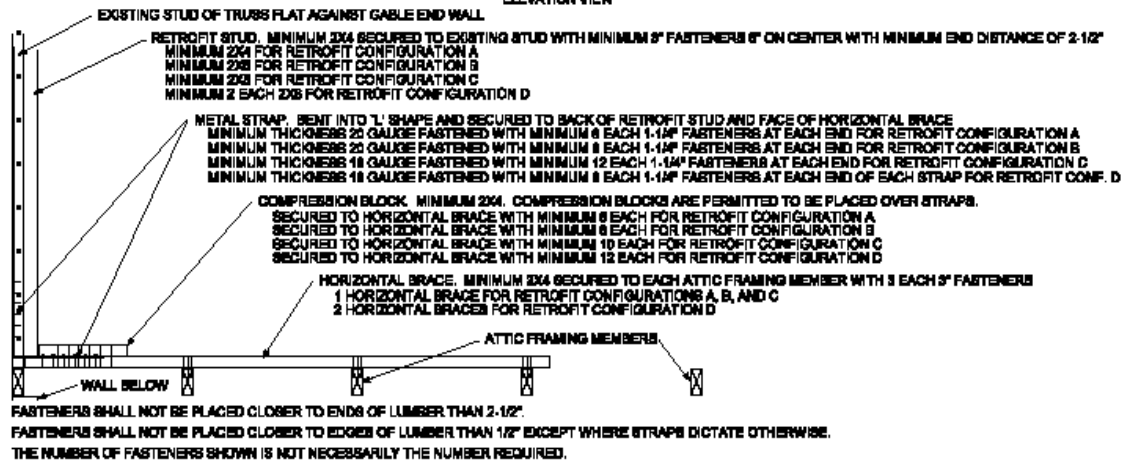 ELEVATION VIEW
EXISTING STUD OF TRUSS FLAT AGAINST GABLE END WALL
RETROFIT STUD. MINIMUM 2X4 SECURED TO EXISTING STUD WITH MINIMUM 3" FASTENERS 6" ON CENTER WITH MINIMUM END DISTANCE OF 2-1/2"
MINIMUM 2X4 FOR RETROFIT CONFIGURATION A
MINIMUM 2X6 FOR RETROFIT CONFIGURATION B
MINIMUM 2X8 FOR RETROFIT CONFIGURATION C
MINIMUM 2 EACH 2X8 FOR RETROFIT CONFIGURATION D
METAL STRAP. BENT INTO 'L' SHAPE AND SECURED TO BACK OF RETROFIT STUD AND FACE OF HORIZONTAL BRACE
MINIMUM THICKNESS 20 GAUGE FASTENED WITH MINIMUM 6 EACH 1-1/4" FASTENERS AT EACH END FOR RETROFIT CONFIGURATION A
MINIMUM THICKNESS 20 GAUGE FASTENED WITH MINIMUM EACH 1-1/4" FASTENERS AT EACH END FOR RETROFIT CONFIGURATION B
MINIMUM THICKNESS 18 GAUGE FASTENED WITH MINIMUM 12 EACH 1-1/4" FASTENERS AT EACH END FOR RETROFIT CONFIGURATION C
MINIMUM THICKNESS 18 GAUGE FASTENED WITH MINIMUM EACH 1-1/4" FASTENERS AT EACH END OF EACH STRAP FOR RETROFIT CONF. D
COMPRESSION BLOCK. MINIMUM 2X4. COMPRESSION BLOCKS ARE PERMITTED TO BE PLACED OVER STRAPS.
SECURED TO HORIZONTAL BRACE WITH MINIMUM 6 EACH FOR RETROFIT CONFIGURATION A
SECURED TO HORIZONTAL BRACE WITH MINIMUM EACH FOR RETROFIT CONFIGURATION B
SECURED TO HORIZONTAL BRACE WITH MINIMUM 10 EACH FOR RETROFIT CONFIGURATION C
SECURED TO HORIZONTAL BRACE WITH MINIMUM 12 EACH FOR RETROFIT CONFIGURATION D
HORIZONTAL BRACE. MINIMUM 2X4 SECURED TO EACH ATTIC FRAMING MEMBER WITH 3 EACH 3" FASTENERS
1 HORIZONTAL BRACE FOR RETROFIT CONFIGURATIONS A, B, AND C
2 HORIZONTAL BRACES FOR RETROFIT CONFIGURATION D
ATTIC FRAMING MEMBERS
WALL BELOW
FASTENERS SHALL NOT BE PLACED CLOSER TO ENDS OF LUMBER THAN 2-1/2".
FASTENERS SHALL NOT BE PLACED CLOSER TO EDGES OF LUMBER THAN 1/2" EXCEPT WHERE STRAPS DICTATE OTHERWISE.
THE NUMBER OF FASTENERS SHOWN IS NOT NECESSARILY THE NUMBER REQUIRED.